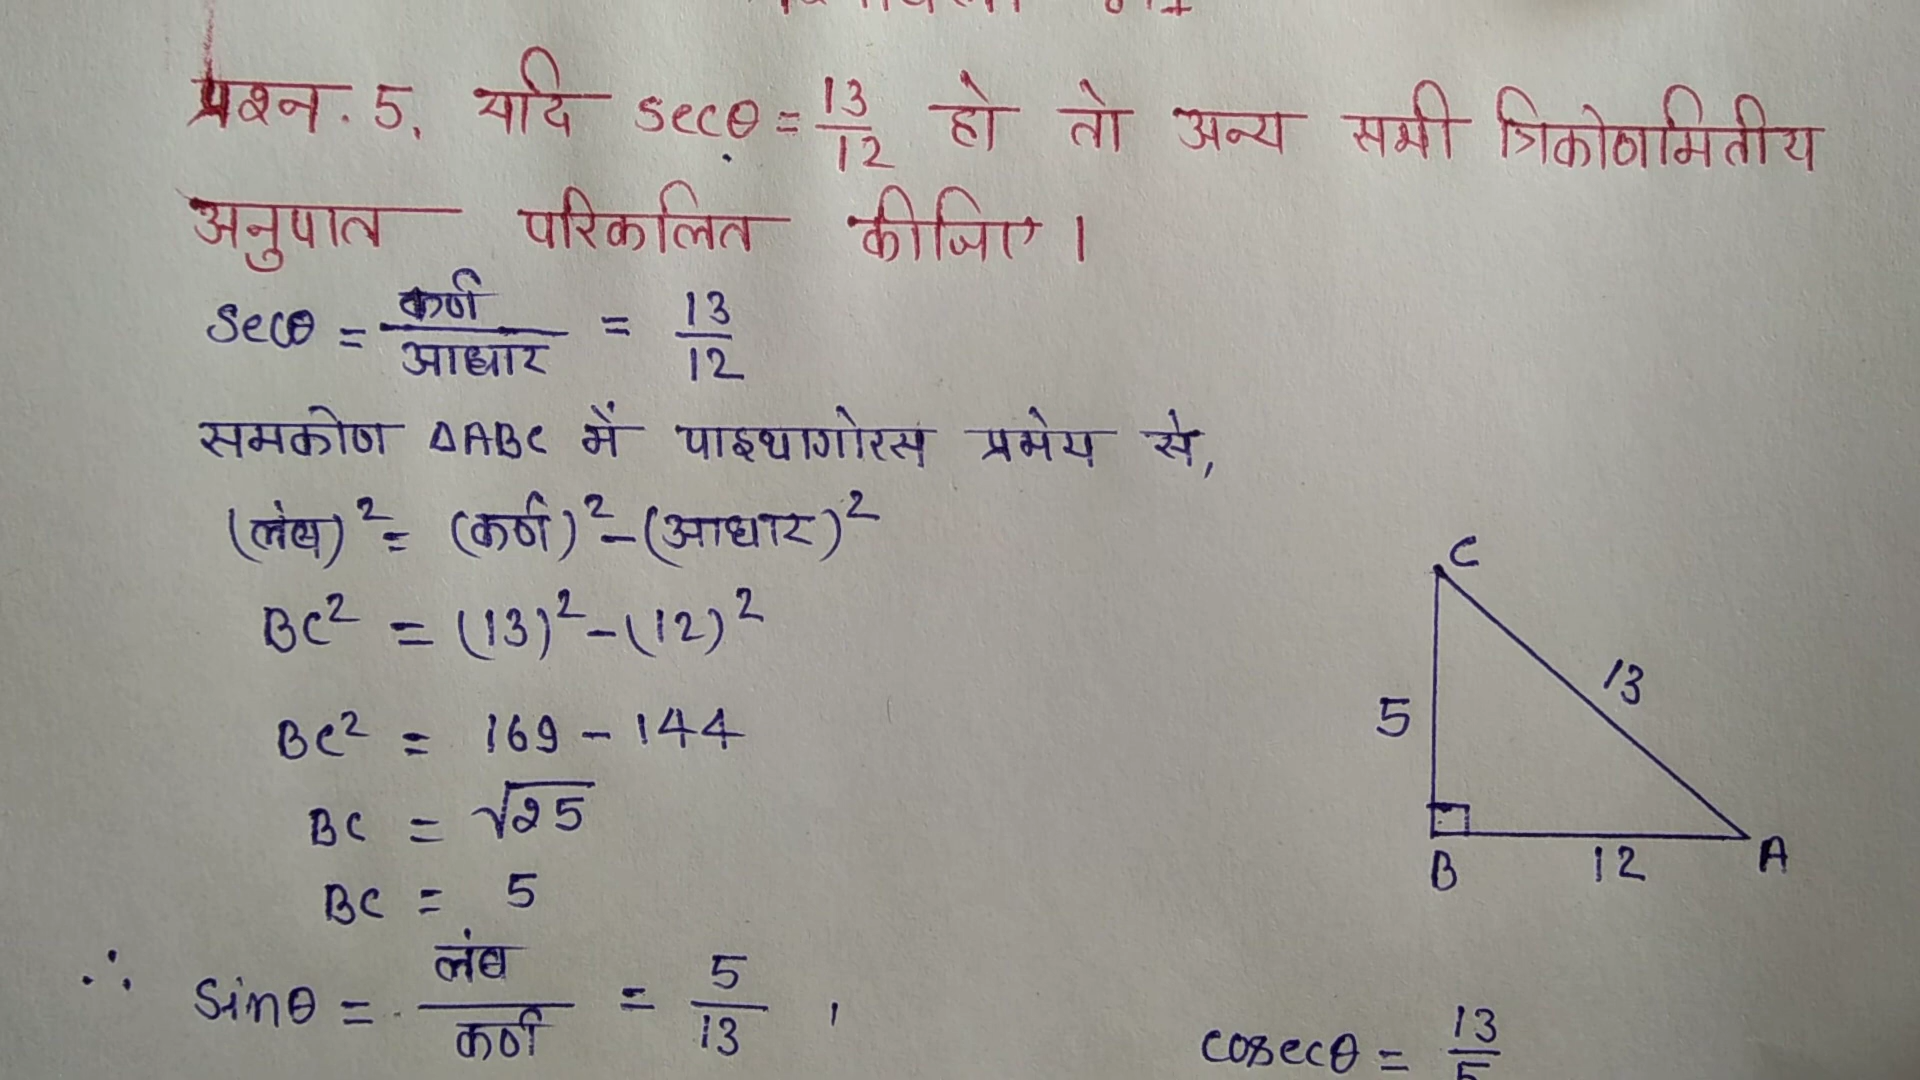 प्रश्न. 5. यदि secθ = 13/12 हो तो अन्य सभी त्रिकोणमितीय
अनुपात परिकलित कीजिए।
secθ = कर्ण/आधार = 13/12
समकोण ΔABC में पाइथागोरस प्रमेय से,
(लंब)² = (कर्ण)² - (आधार)²
BC² = (13)² - (12)²
BC² = 169 - 144
BC = √25
BC = 5
∴ sinθ = लंब/कर्ण = 5/13 ,
cosecθ = 13/5
C
13
5
B 12 A